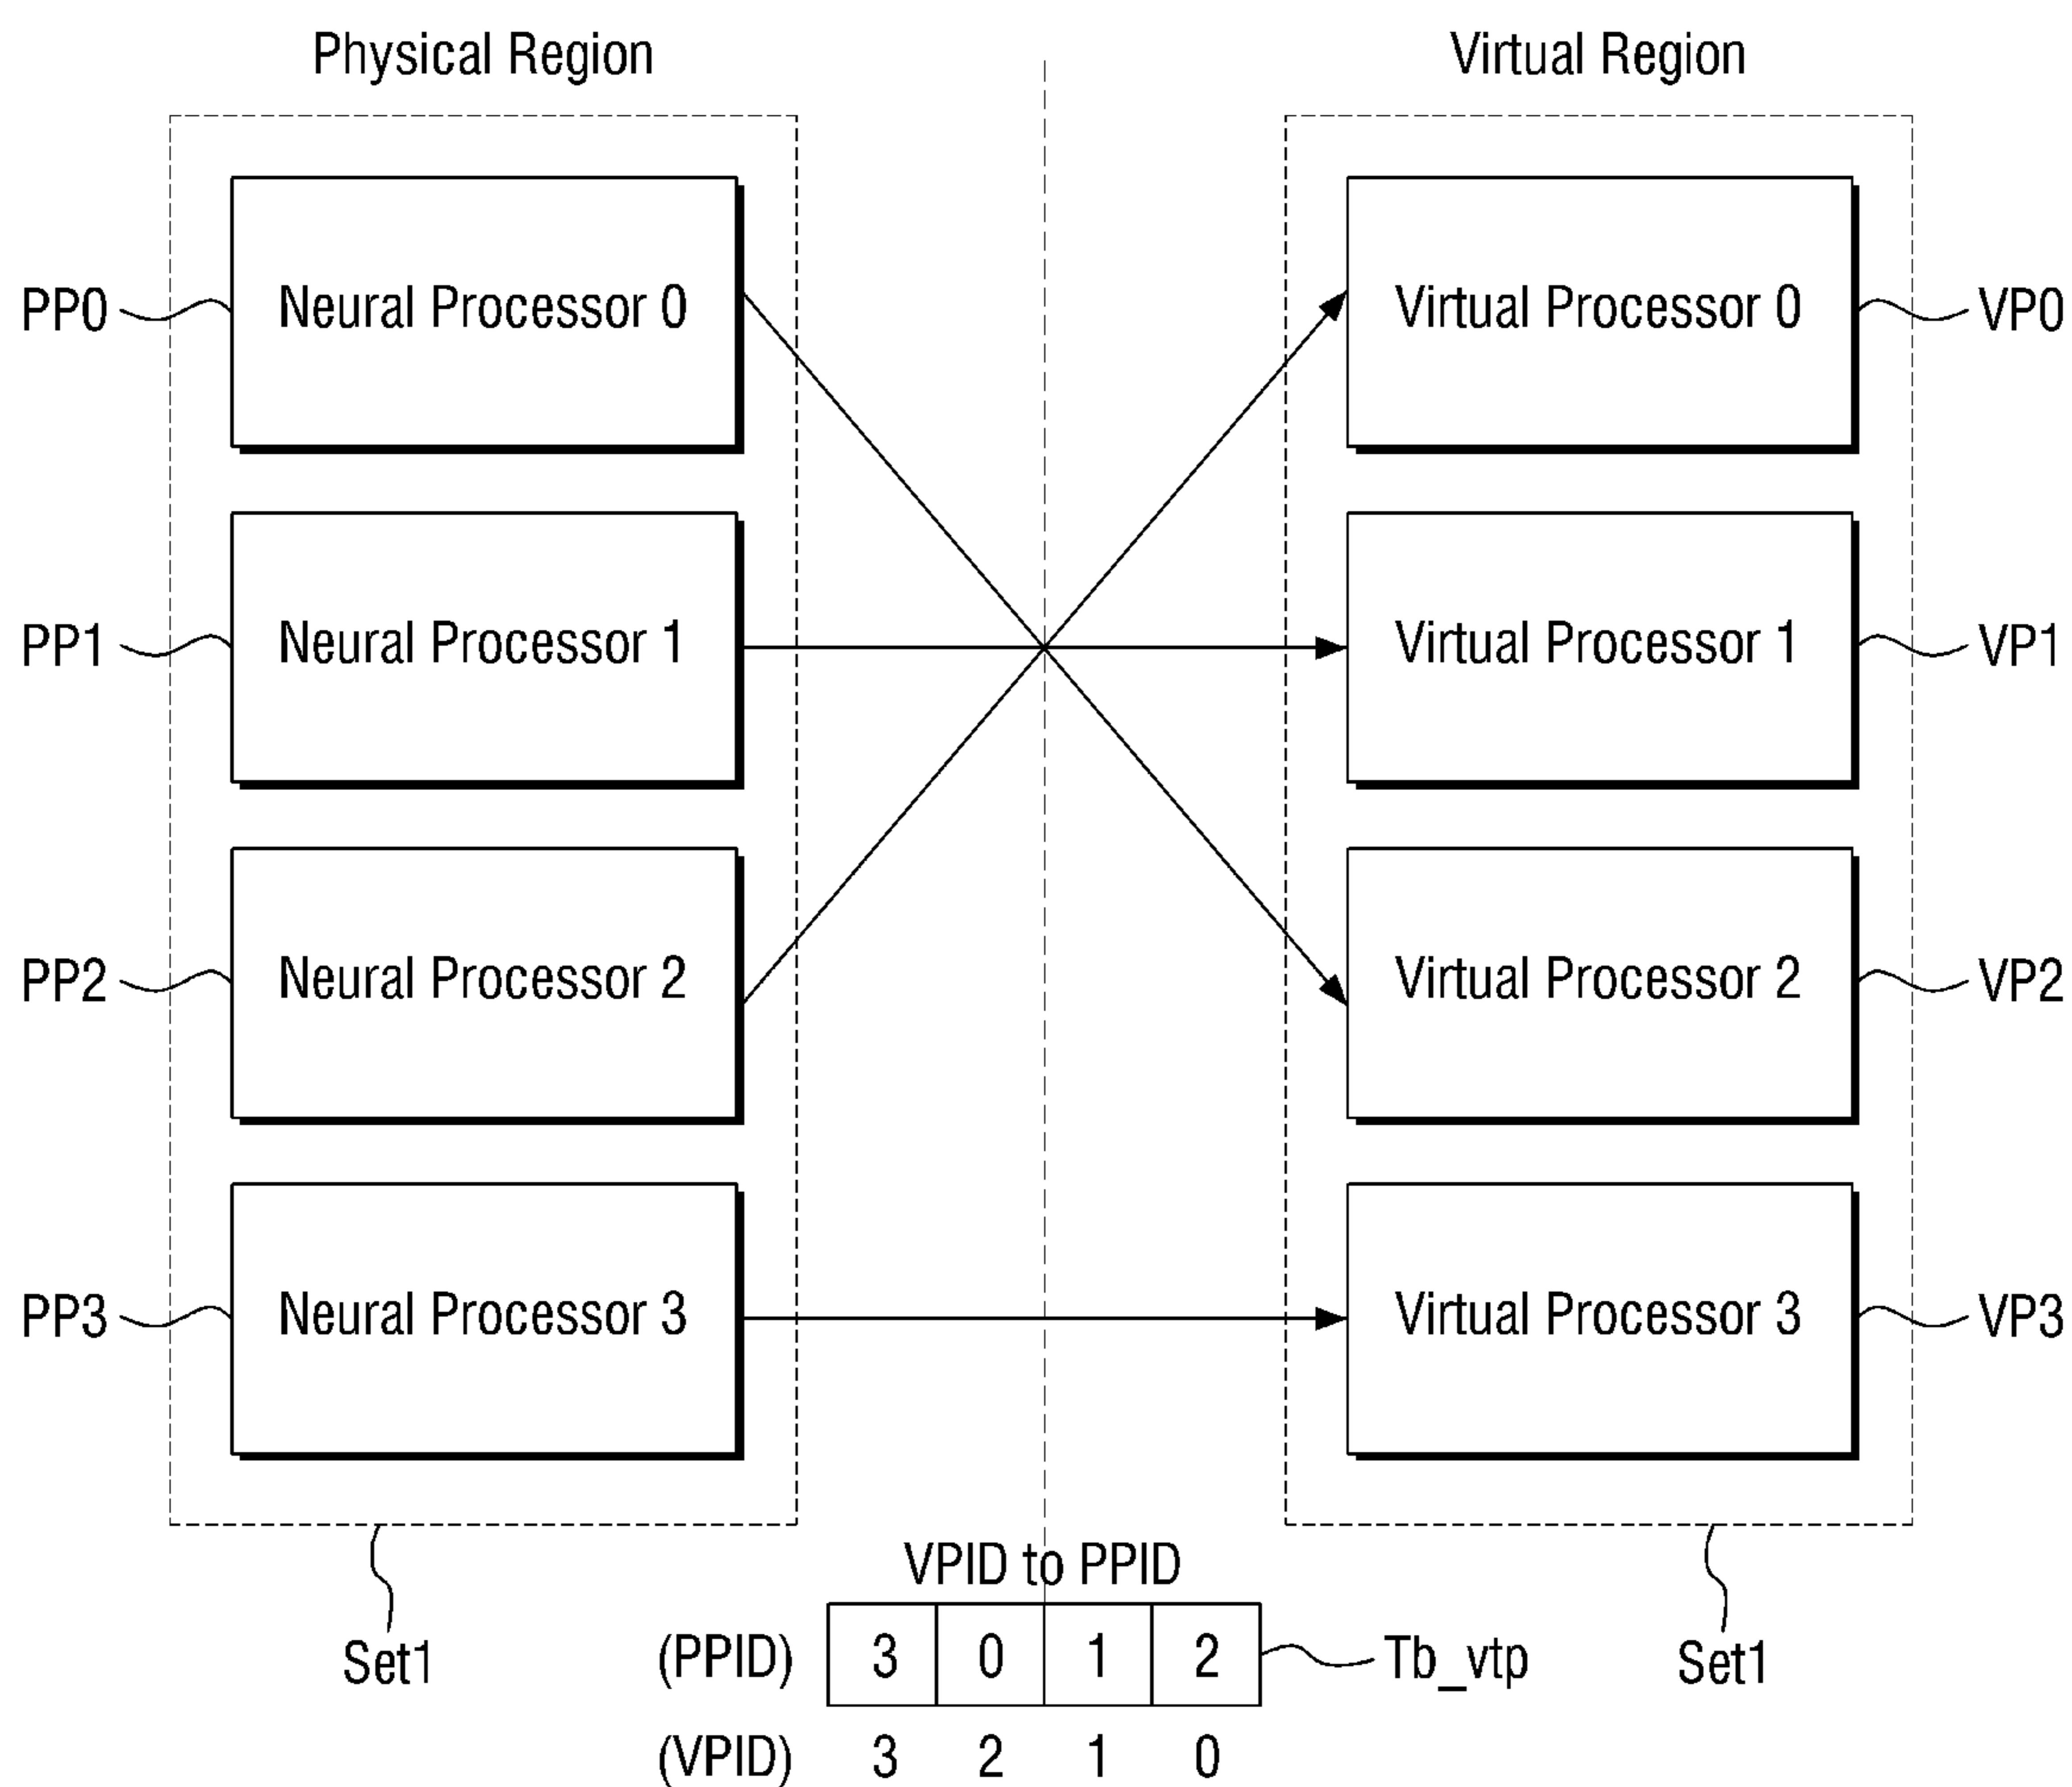 Physical Region
Virtual Region
PP0
Neural Processor 0
Virtual Processor 0
VP0
PP1
Neural Processor 1
Virtual Processor 1
VP1
PP2
Neural Processor 2
Virtual Processor 2
VP2
PP3
Neural Processor 3
Virtual Processor 3
VP3
VPID to PPID
Set1
(PPID) 3 0 1 2
Tb_vtp
Set1
(VPID) 3 2 1 0